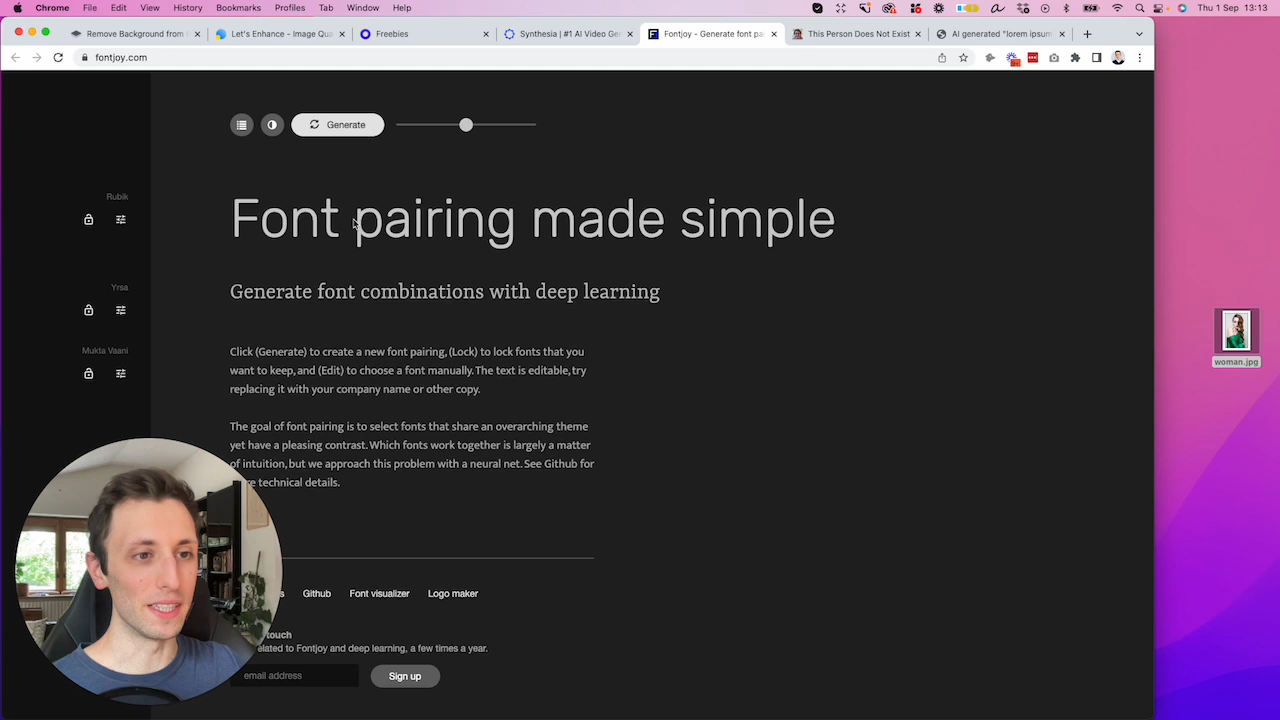 Chrome File Edit View History Bookmarks Profiles Tab Window Help Thu 1 Sep 13:13
Remove Background from Let's Enhance - Image Qua Freebies Synthesia | #1 AI Video Ge Fontjoy - Generate font pa This Person Does Not Exist AI generated "lorem ipsum
fontjoy.com
Generate
Rubik
Font pairing made simple
Yrsa
Generate font combinations with deep learning
Mukta Vaani
Click (Generate) to create a new font pairing, (Lock) to lock fonts that you
want to keep, and (Edit) to choose a font manually. The text is editable, try
replacing it with your company name or other copy.
The goal of font pairing is to select fonts that share an overarching theme
yet have a pleasing contrast. Which fonts work together is largely a matter
of intuition, but we approach this problem with a neural net. See Github for
technical details.
Github Font visualizer Logo maker
touch
related to Fontjoy and deep learning, a few times a year.
email address Sign up
woman.jpg